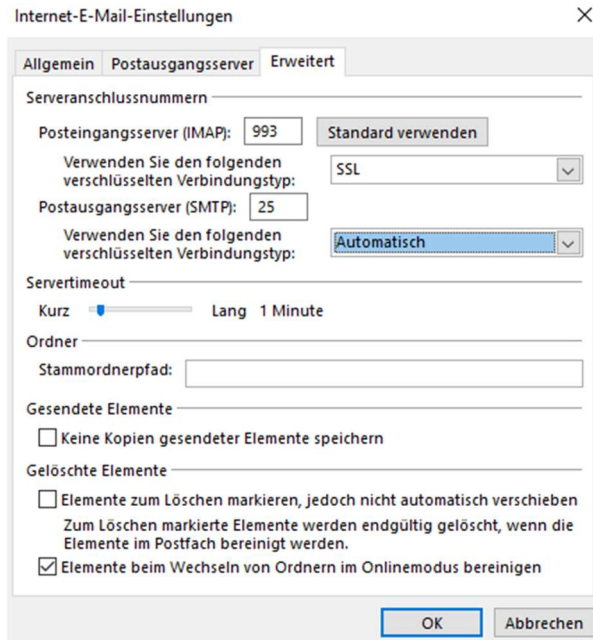 Internet-E-Mail-Einstellungen
Allgemein Postausgangsserver Erweitert
Serveranschlussnummern
Posteingangsserver (IMAP): 993 Standard verwenden
Verwenden Sie den folgenden
verschlüsselten Verbindungstyp: SSL
Postausgangsserver (SMTP): 25
Verwenden Sie den folgenden
verschlüsselten Verbindungstyp: Automatisch
Servertimeout
Kurz Lang 1 Minute
Ordner
Stammordnerpfad:
Gesendete Elemente
Keine Kopien gesendeter Elemente speichern
Gelöschte Elemente
Elemente zum Löschen markieren, jedoch nicht automatisch verschieben
Zum Löschen markierte Elemente werden endgültig gelöscht, wenn die
Elemente im Postfach bereinigt werden.
Elemente beim Wechseln von Ordnern im Onlinemodus bereinigen
OK Abbrechen